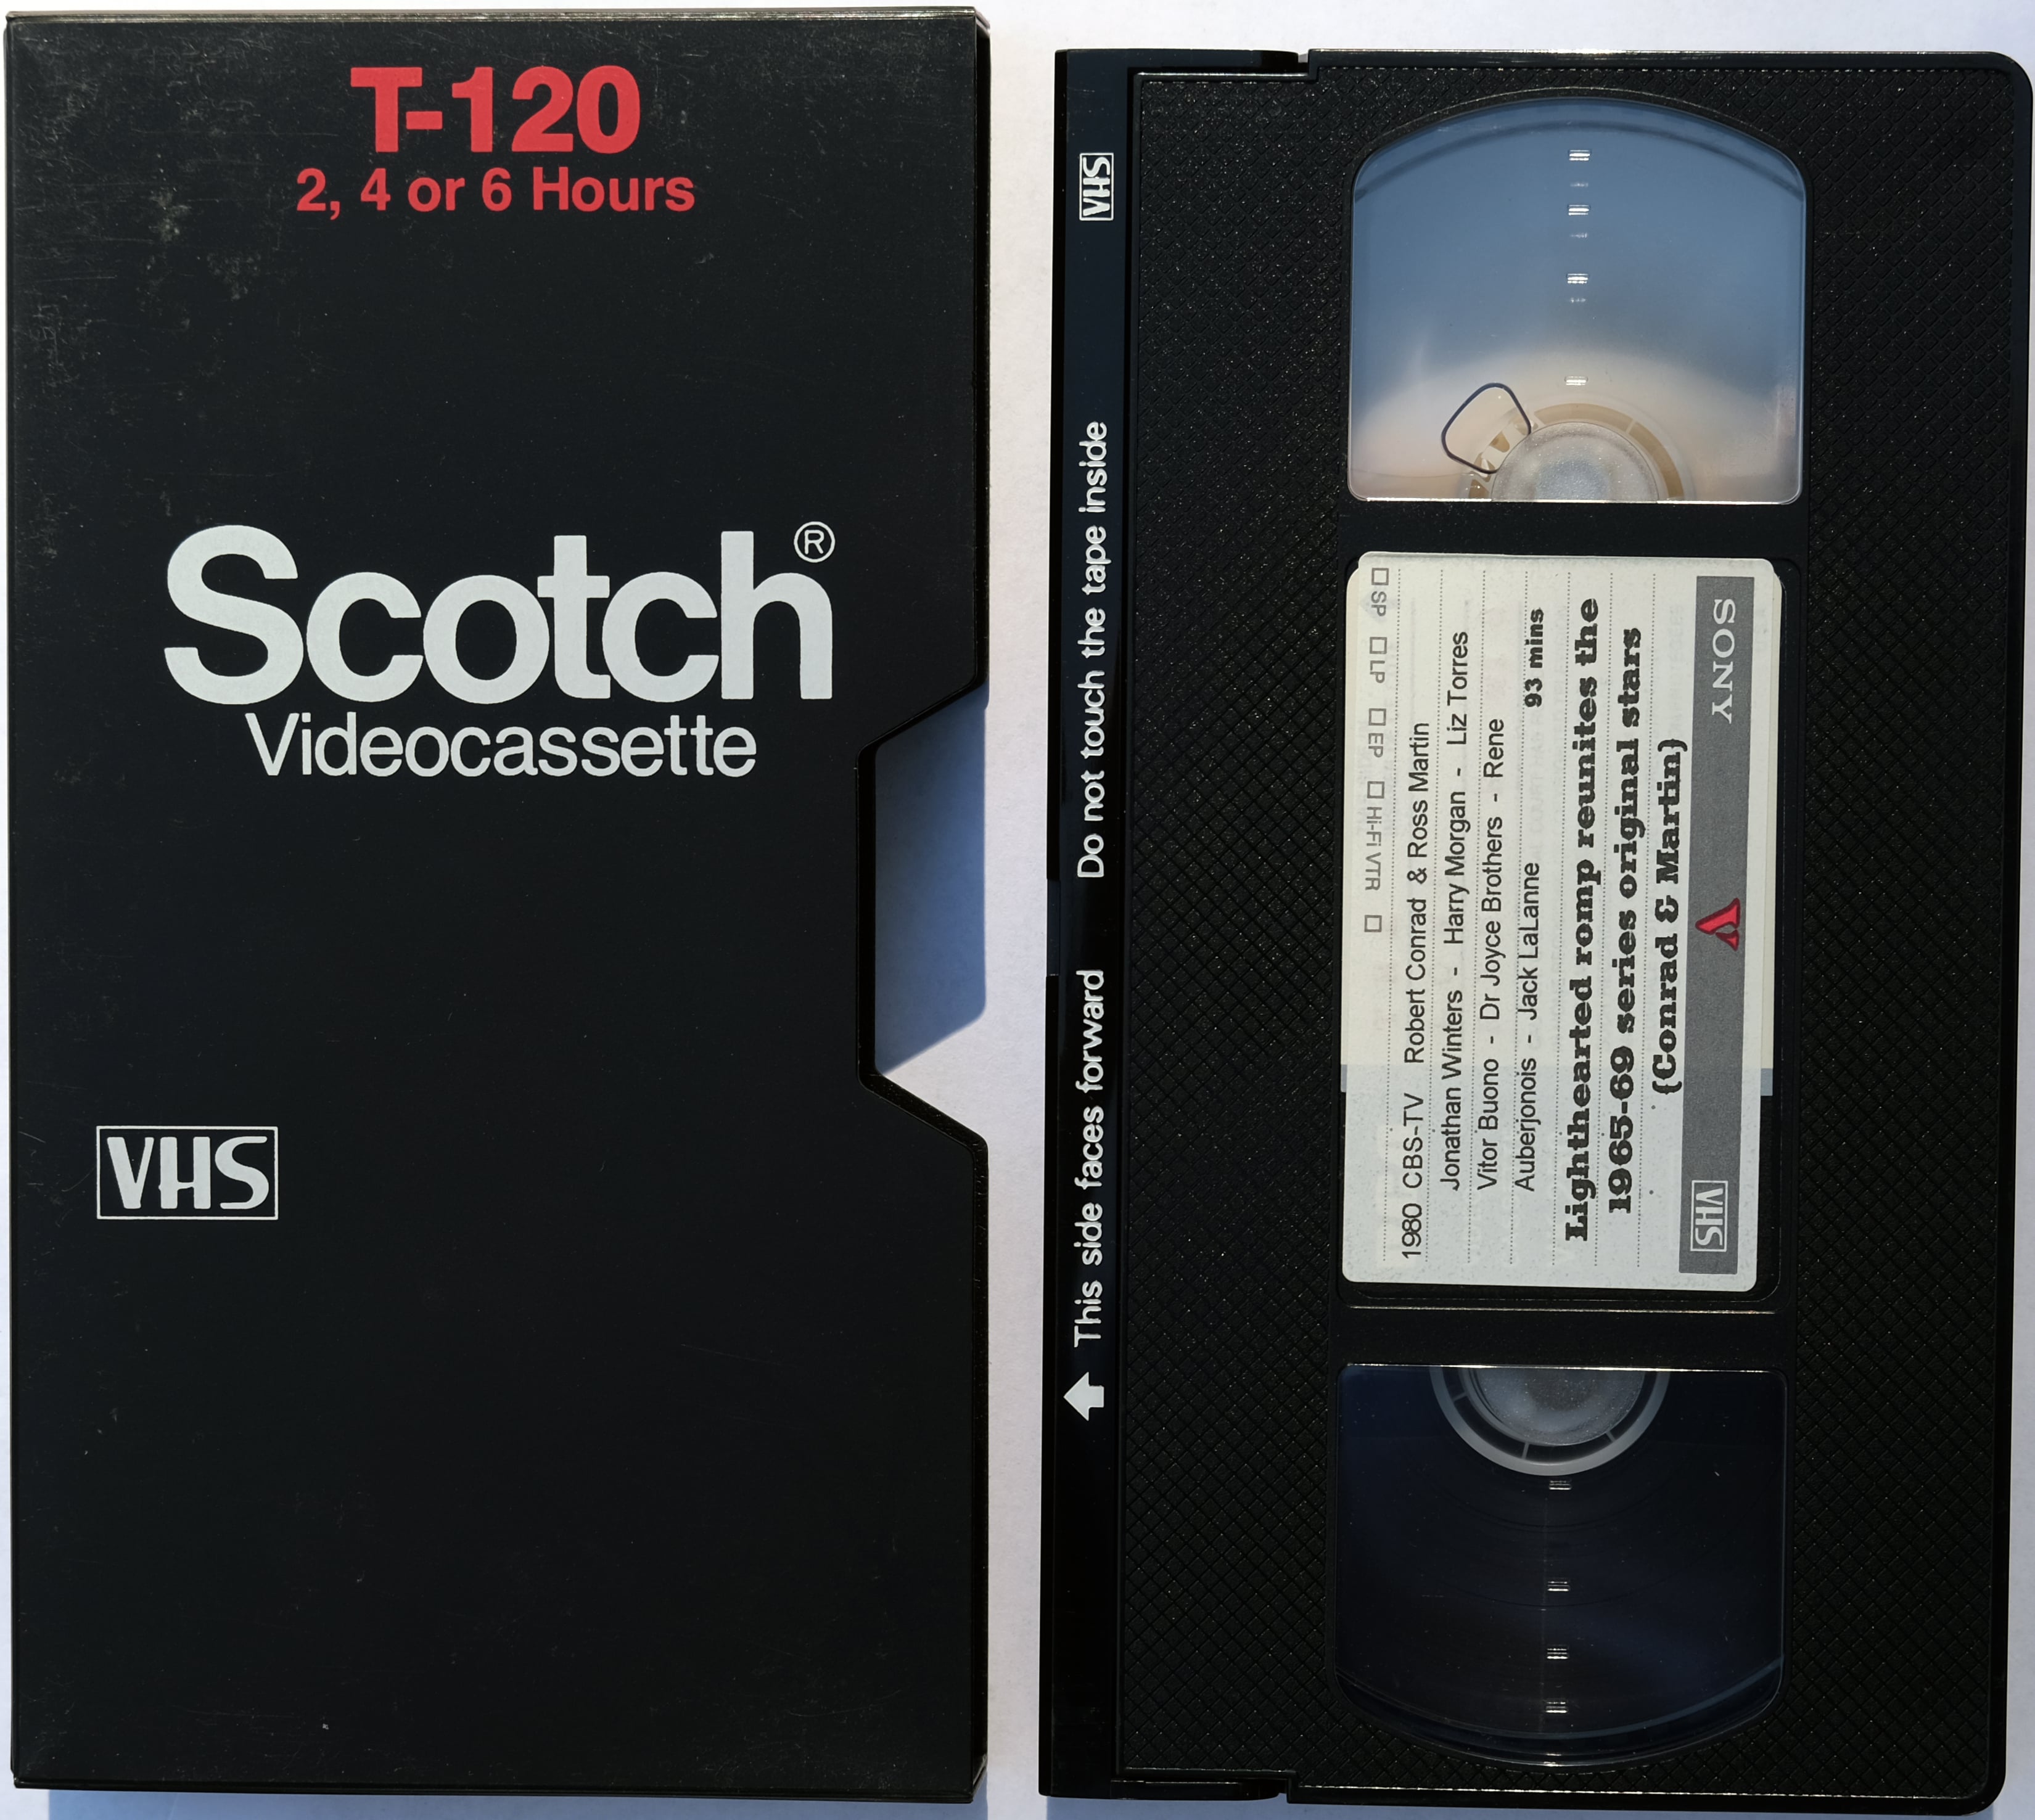 T-120
2, 4 or 6 Hours
Scotch®
Videocassette
VHS
This side faces forward
Do not touch the tape inside
VHS
SP LP EP Hi-Fi VTR
1980 CBS-TV Robert Conrad & Ross Martin
Jonathan Winters - Harry Morgan - Liz Torres
Vitor Buono - Dr Joyce Brothers - Rene
Auberjonois - Jack LaLanne 93 mins
Lighthearted romp reunites the
1965-69 series original stars
(Conrad & Martin)
VHS V SONY